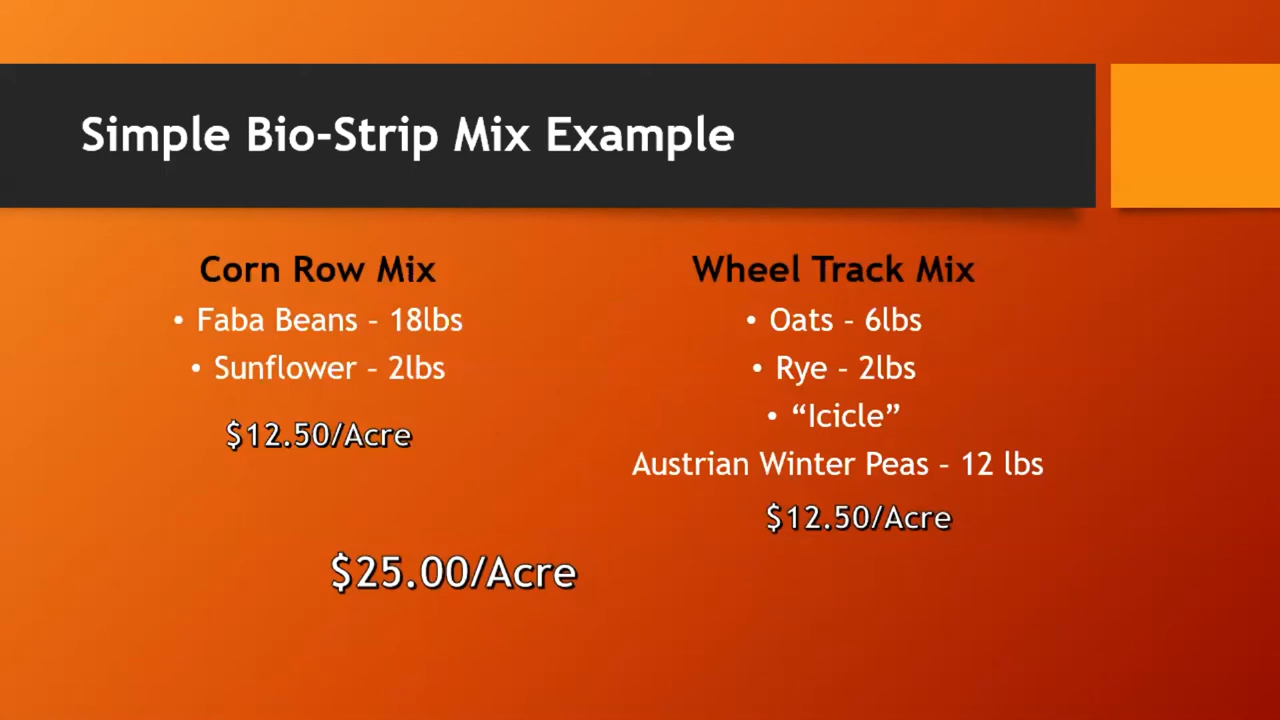 Simple Bio-Strip Mix Example
Corn Row Mix
• Faba Beans – 18lbs
• Sunflower – 2lbs
$12.50/Acre
Wheel Track Mix
• Oats – 6lbs
• Rye – 2lbs
• “Icicle”
Austrian Winter Peas – 12 lbs
$12.50/Acre
$25.00/Acre